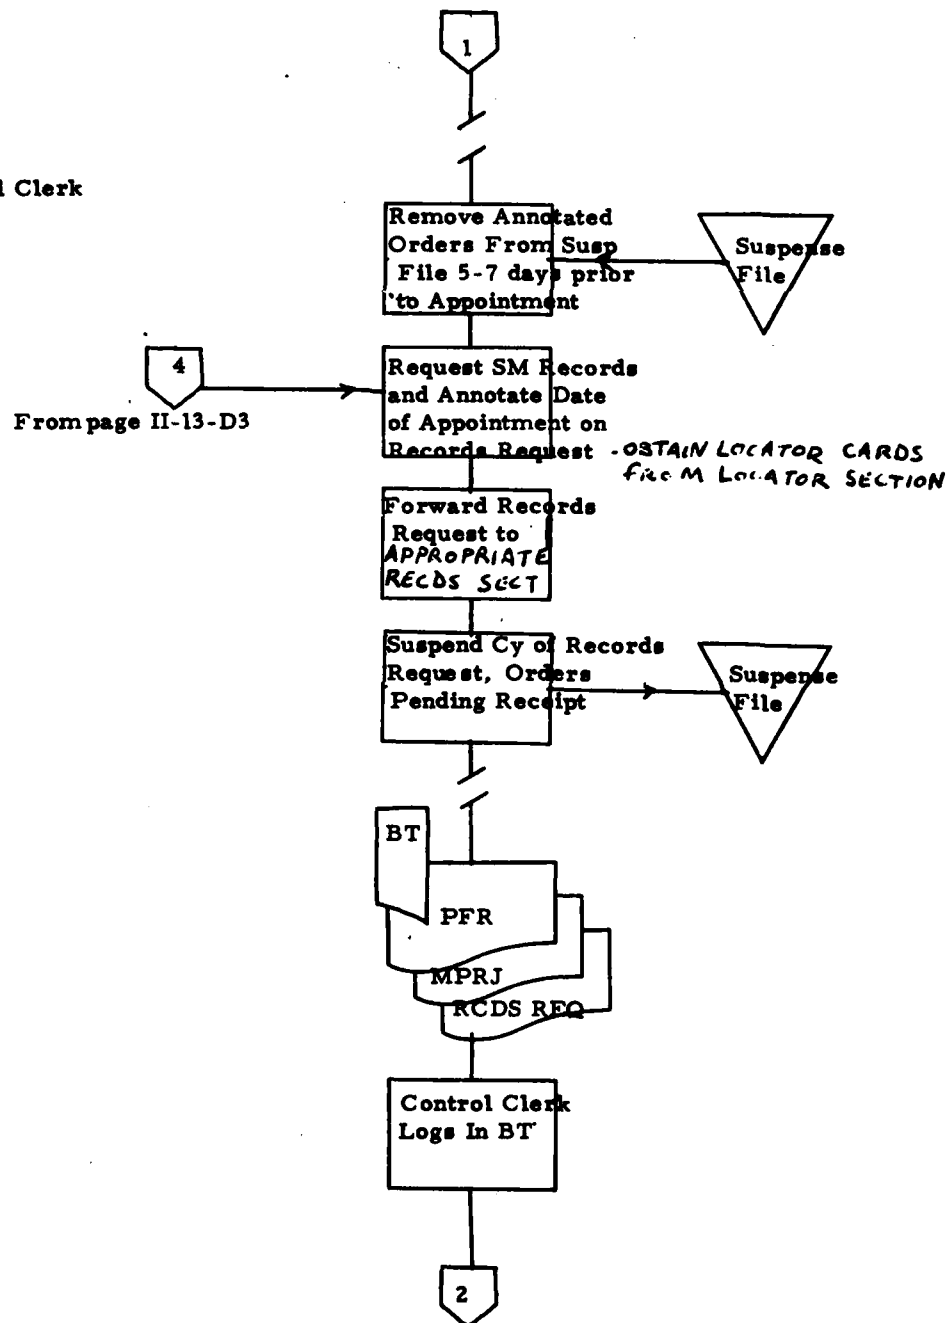 1
l Clerk
Remove Annotated
Orders From Susp
File 5-7 days prior
to Appointment
Suspense
File
4
From page II-13-D3
Request SM Records
and Annotate Date
of Appointment on
Records Request
- OBTAIN LOCATOR CARDS
FROM LOCATOR SECTION
Forward Records
Request to
APPROPRIATE
RECDS SECT
Suspend Cy of Records
Request, Orders
Pending Receipt
Suspense
File
BT
PFR
MPRJ
RCDS REQ
Control Clerk
Logs In BT
2